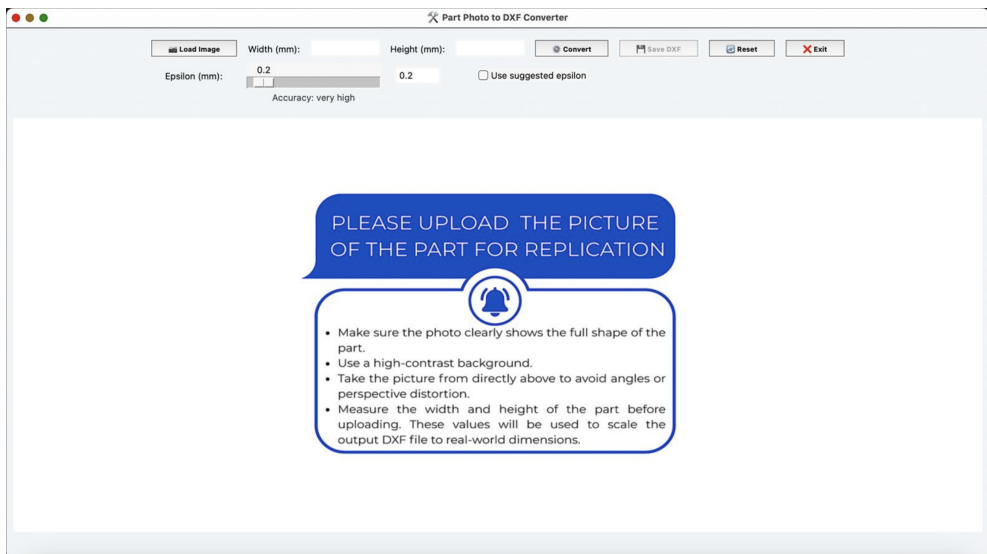 Part Photo to DXF Converter
Load Image Width (mm): Height (mm): Convert Save DXF Reset Exit
Epsilon (mm): 0.2 0.2 Use suggested epsilon
Accuracy: very high
PLEASE UPLOAD THE PICTURE
OF THE PART FOR REPLICATION
• Make sure the photo clearly shows the full shape of the
part.
• Use a high-contrast background.
• Take the picture from directly above to avoid angles or
perspective distortion.
• Measure the width and height of the part before
uploading. These values will be used to scale the
output DXF file to real-world dimensions.